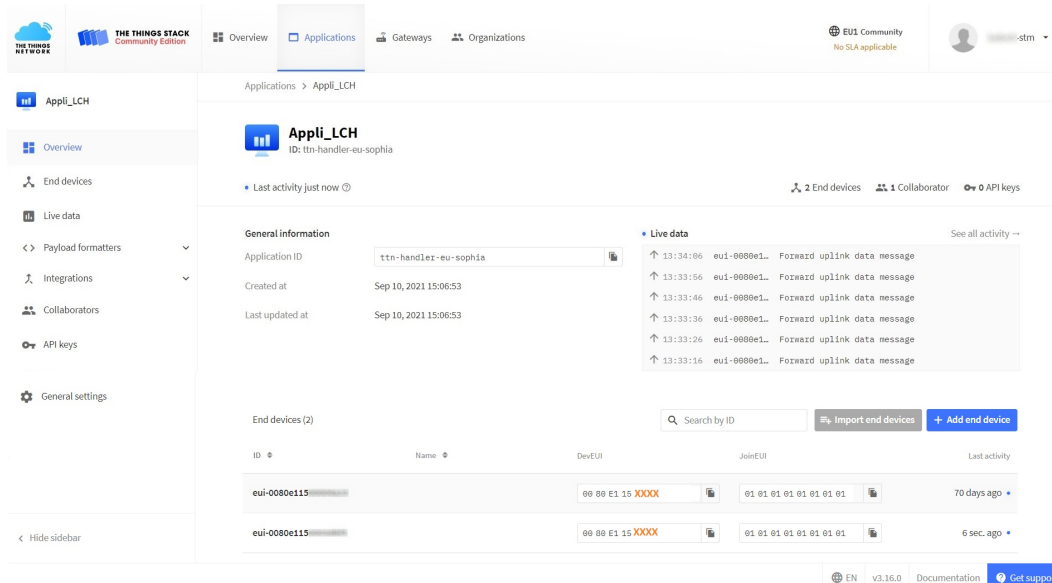 THE THINGS NETWORK
THE THINGS STACK
Community Edition
Overview
Applications
Gateways
Organizations
EU1 Community
No SLA applicable
-stm
Appli_LCH
Overview
End devices
Live data
Payload formatters
Integrations
Collaborators
API keys
General settings
Hide sidebar
Applications > Appli_LCH
Appli_LCH
ID: ttn-handler-eu-sophia
Last activity just now
2 End devices 1 Collaborator 0 API keys
General information
Application ID ttn-handler-eu-sophia
Created at Sep 10, 2021 15:06:53
Last updated at Sep 10, 2021 15:06:53
Live data See all activity →
↑ 13:34:06 eui-0080e1… Forward uplink data message
↑ 13:33:56 eui-0080e1… Forward uplink data message
↑ 13:33:46 eui-0080e1… Forward uplink data message
↑ 13:33:36 eui-0080e1… Forward uplink data message
↑ 13:33:26 eui-0080e1… Forward uplink data message
↑ 13:33:16 eui-0080e1… Forward uplink data message
End devices (2) Search by ID Import end devices + Add end device
ID Name DevEUI JoinEUI Last activity
eui-0080e115 00 80 E1 15 XXXX 01 01 01 01 01 01 01 01 70 days ago
eui-0080e115 00 80 E1 15 XXXX 01 01 01 01 01 01 01 01 6 sec. ago
EN v3.16.0 Documentation Get suppo